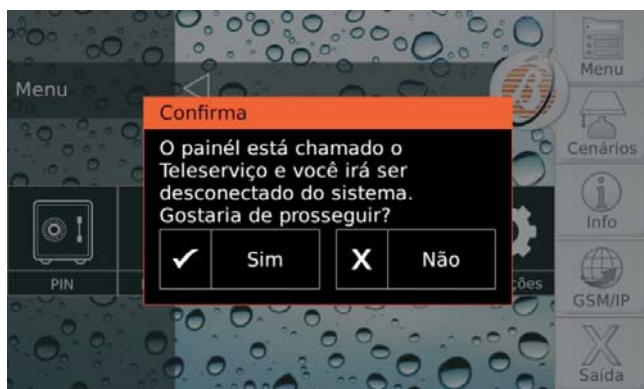 Menu
Menu
Confirma
O painél está chamado o
Teleserviço e você irá ser
desconectado do sistema.
Gostaria de prosseguir?
Sim
Não
Cenários
Info
PIN
ções
GSM/IP
Saída